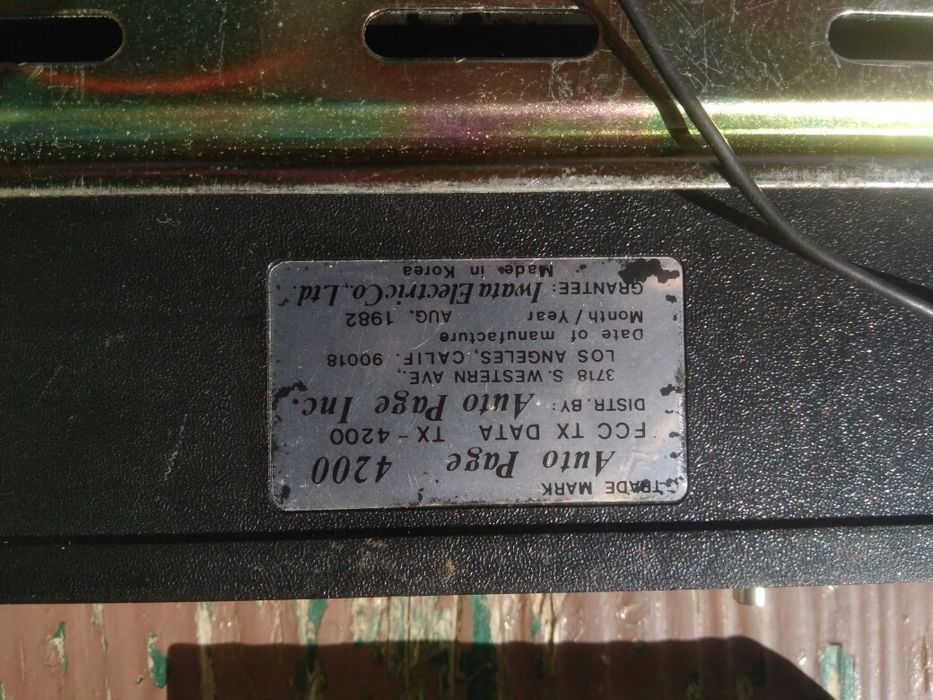 TRADE MARK
Auto Page 4200
FCC TX DATA TX-4200
DISTR. BY: Auto Page Inc.
3718 S. WESTERN AVE.,
LOS ANGELES, CALIF. 90018
Date of manufacture
Month/Year AUG. 1982
GRANTEE: Iwata Electric Co., Ltd.
Made in Korea